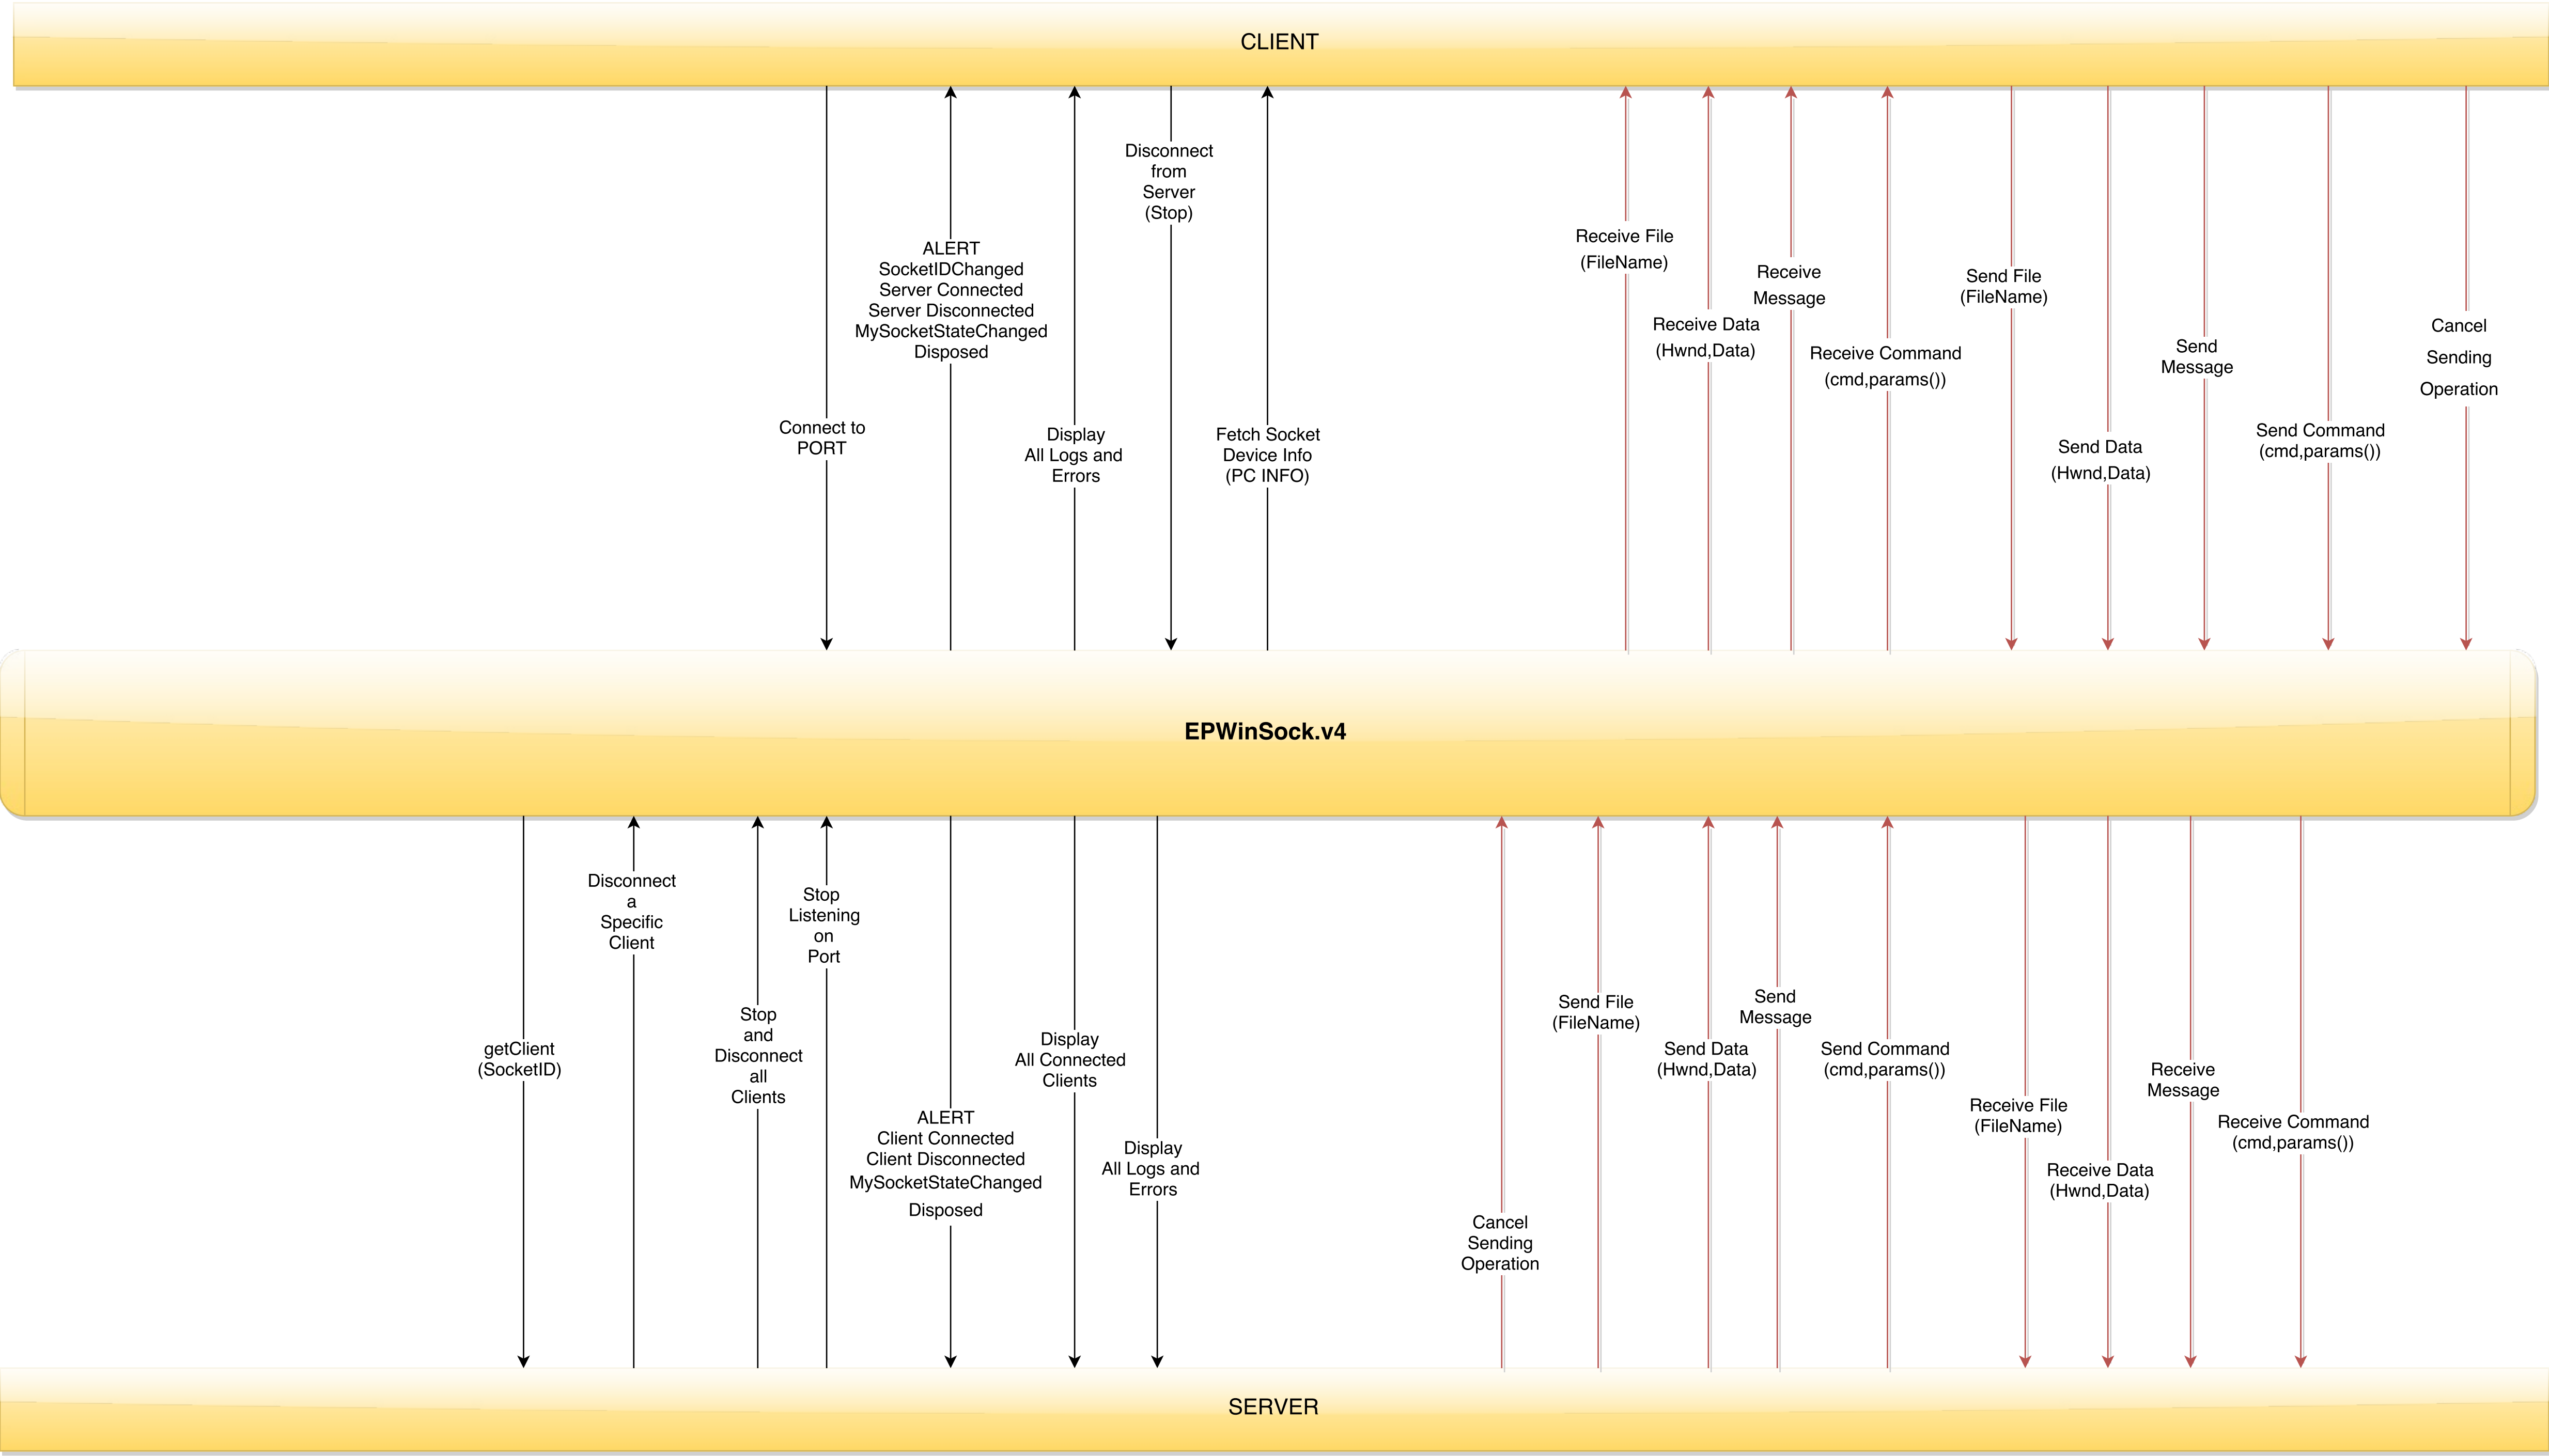 CLIENT
Connect to
PORT
ALERT
SocketIDChanged
Server Connected
Server Disconnected
MySocketStateChanged
Disposed
Display
All Logs and
Errors
Disconnect
from
Server
(Stop)
Fetch Socket
Device Info
(PC INFO)
Receive File
(FileName)
Receive Data
(Hwnd,Data)
Receive
Message
Receive Command
(cmd,params())
Send File
(FileName)
Send Data
(Hwnd,Data)
Send
Message
Send Command
(cmd,params())
Cancel
Sending
Operation
EPWinSock.v4
getClient
(SocketID)
Disconnect
a
Specific
Client
Stop
and
Disconnect
all
Clients
Stop
Listening
on
Port
ALERT
Client Connected
Client Disconnected
MySocketStateChanged
Disposed
Display
All Connected
Clients
Display
All Logs and
Errors
Cancel
Sending
Operation
Send File
(FileName)
Send Data
(Hwnd,Data)
Send
Message
Send Command
(cmd,params())
Receive File
(FileName)
Receive Data
(Hwnd,Data)
Receive
Message
Receive Command
(cmd,params())
SERVER